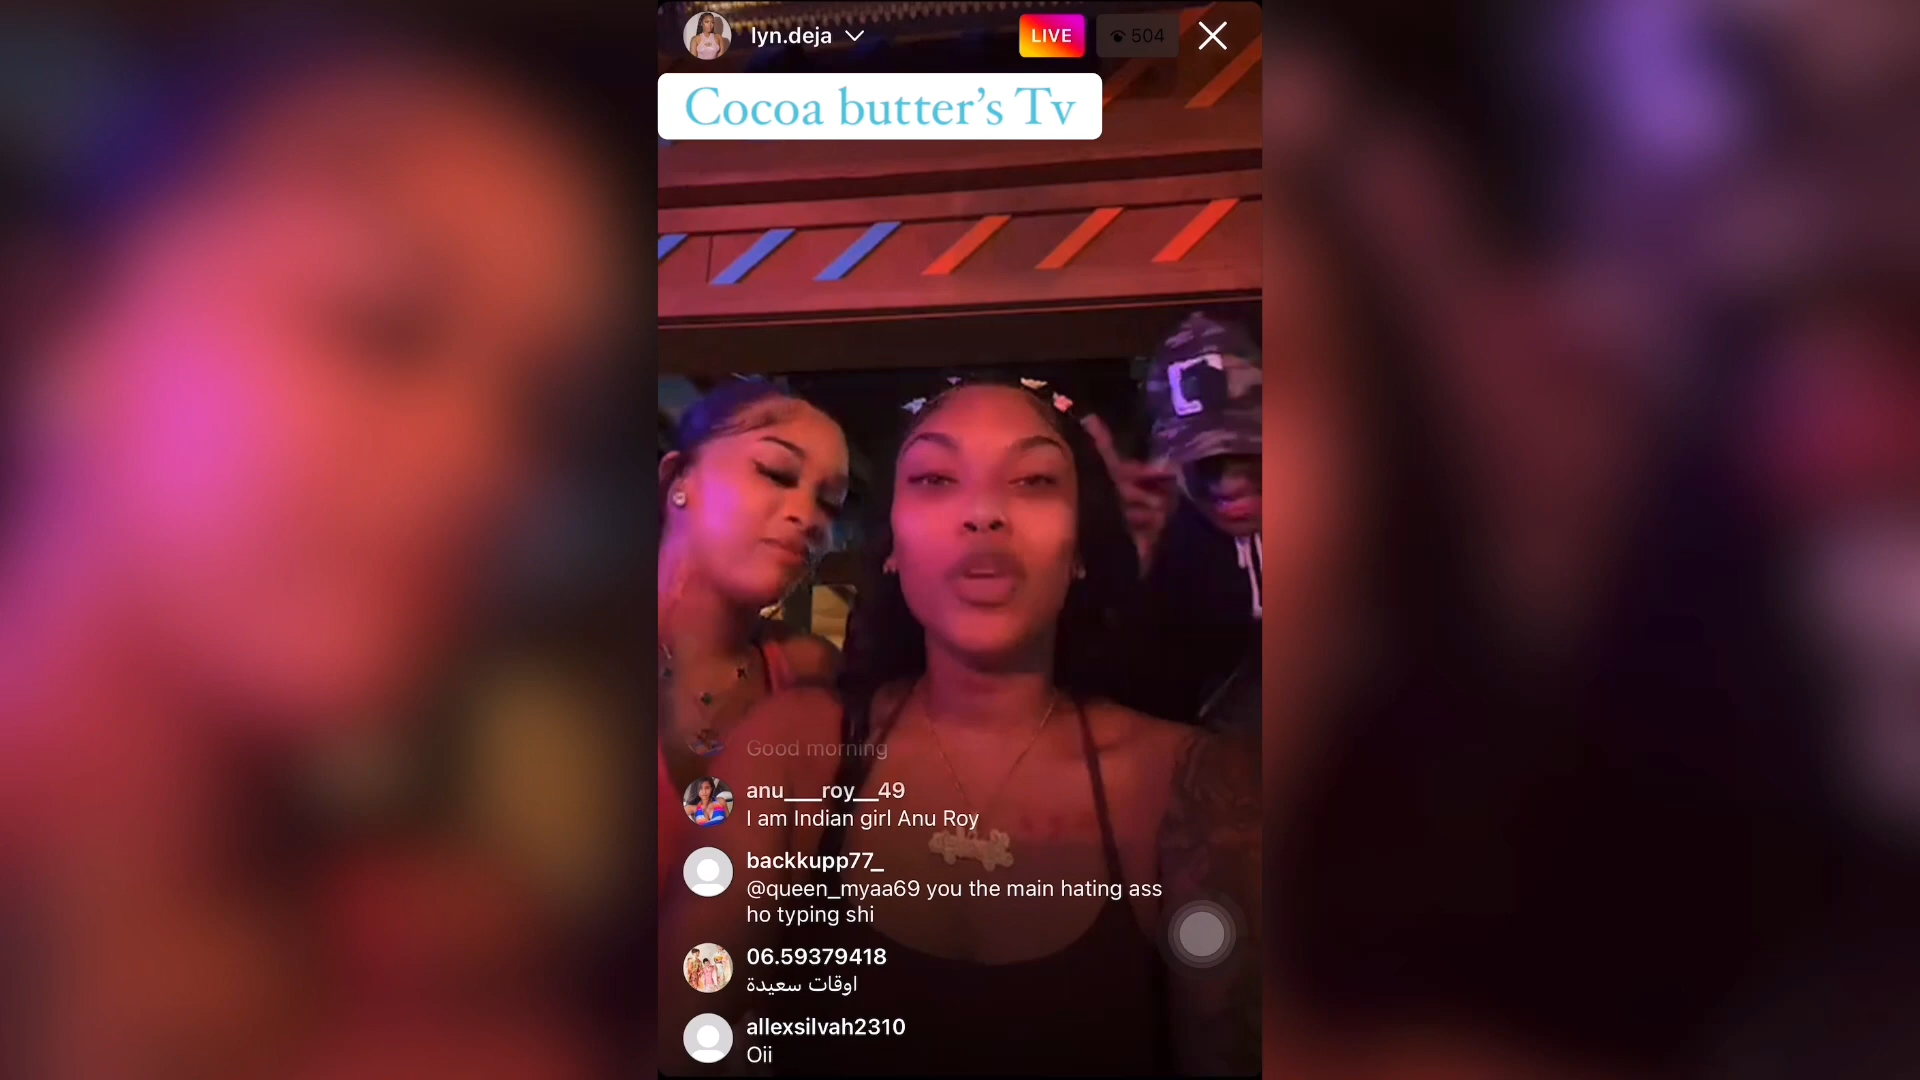 lyn.deja
LIVE
504
Cocoa butter's Tv
C
Good morning
anu___roy__49
I am Indian girl Anu Roy
backkupp77_
@queen_myaa69 you the main hating ass
ho typing shi
06.59379418
اوقات سعيدة
allexsilvah2310
Oii